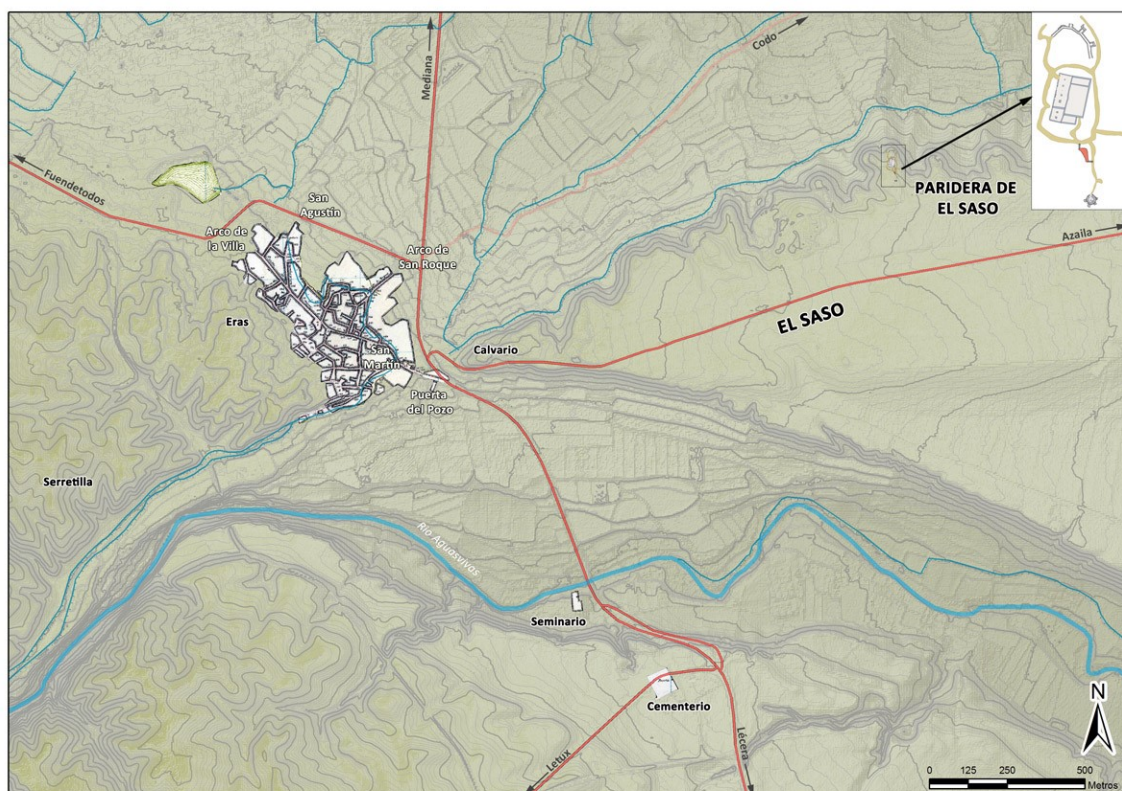 Mediana
Codo
Fuendetodos
San
Agustín
Arco de
la Villa
Arco de
San Roque
PARIDERA DE
EL SASO
Azaila
EL SASO
Eras
San
Martín
Calvario
Puerta
del Pozo
Serretilla
Río Aguasvivas
Seminario
Cementerio
Letux
Lécera
N
0 125 250 500
Metros